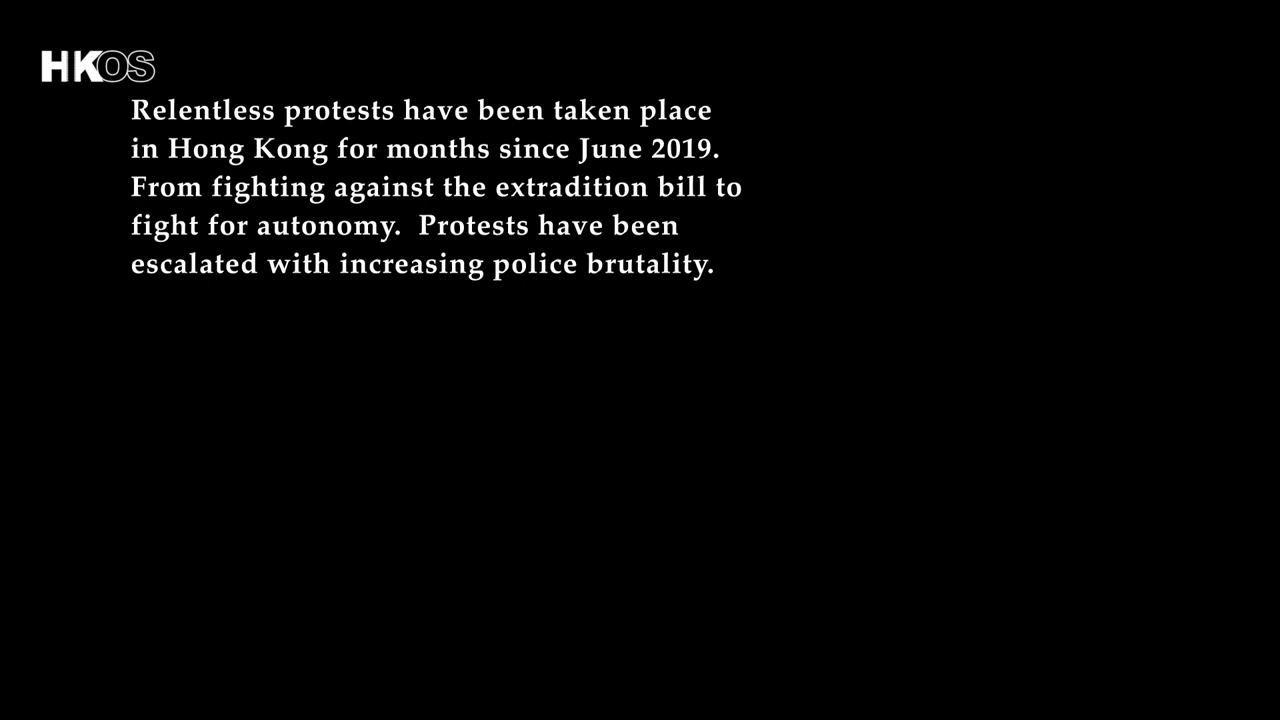 HKOS
Relentless protests have been taken place
in Hong Kong for months since June 2019.
From fighting against the extradition bill to
fight for autonomy.  Protests have been
escalated with increasing police brutality.